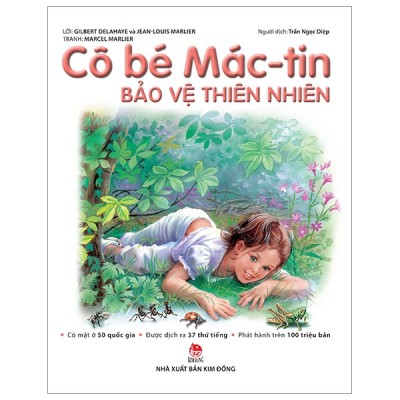 LỜI: GILBERT DELAHAYE và JEAN-LOUIS MARLIER
TRANH: MARCEL MARLIER
Người dịch: Trần Ngọc Diệp
Cô bé Mác-tin
BẢO VỆ THIÊN NHIÊN
• Có mặt ở 50 quốc gia • Được dịch ra 37 thứ tiếng • Phát hành trên 100 triệu bản
KIM ĐỒNG
NHÀ XUẤT BẢN KIM ĐỒNG